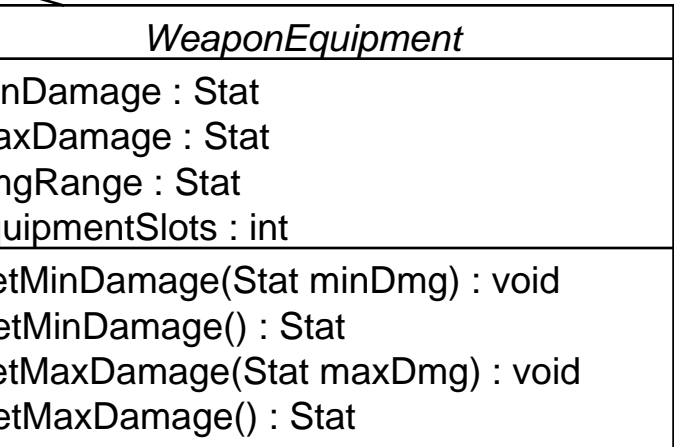 WeaponEquipment
nDamage : Stat
axDamage : Stat
ngRange : Stat
quipmentSlots : int
etMinDamage(Stat minDmg) : void
etMinDamage() : Stat
etMaxDamage(Stat maxDmg) : void
etMaxDamage() : Stat